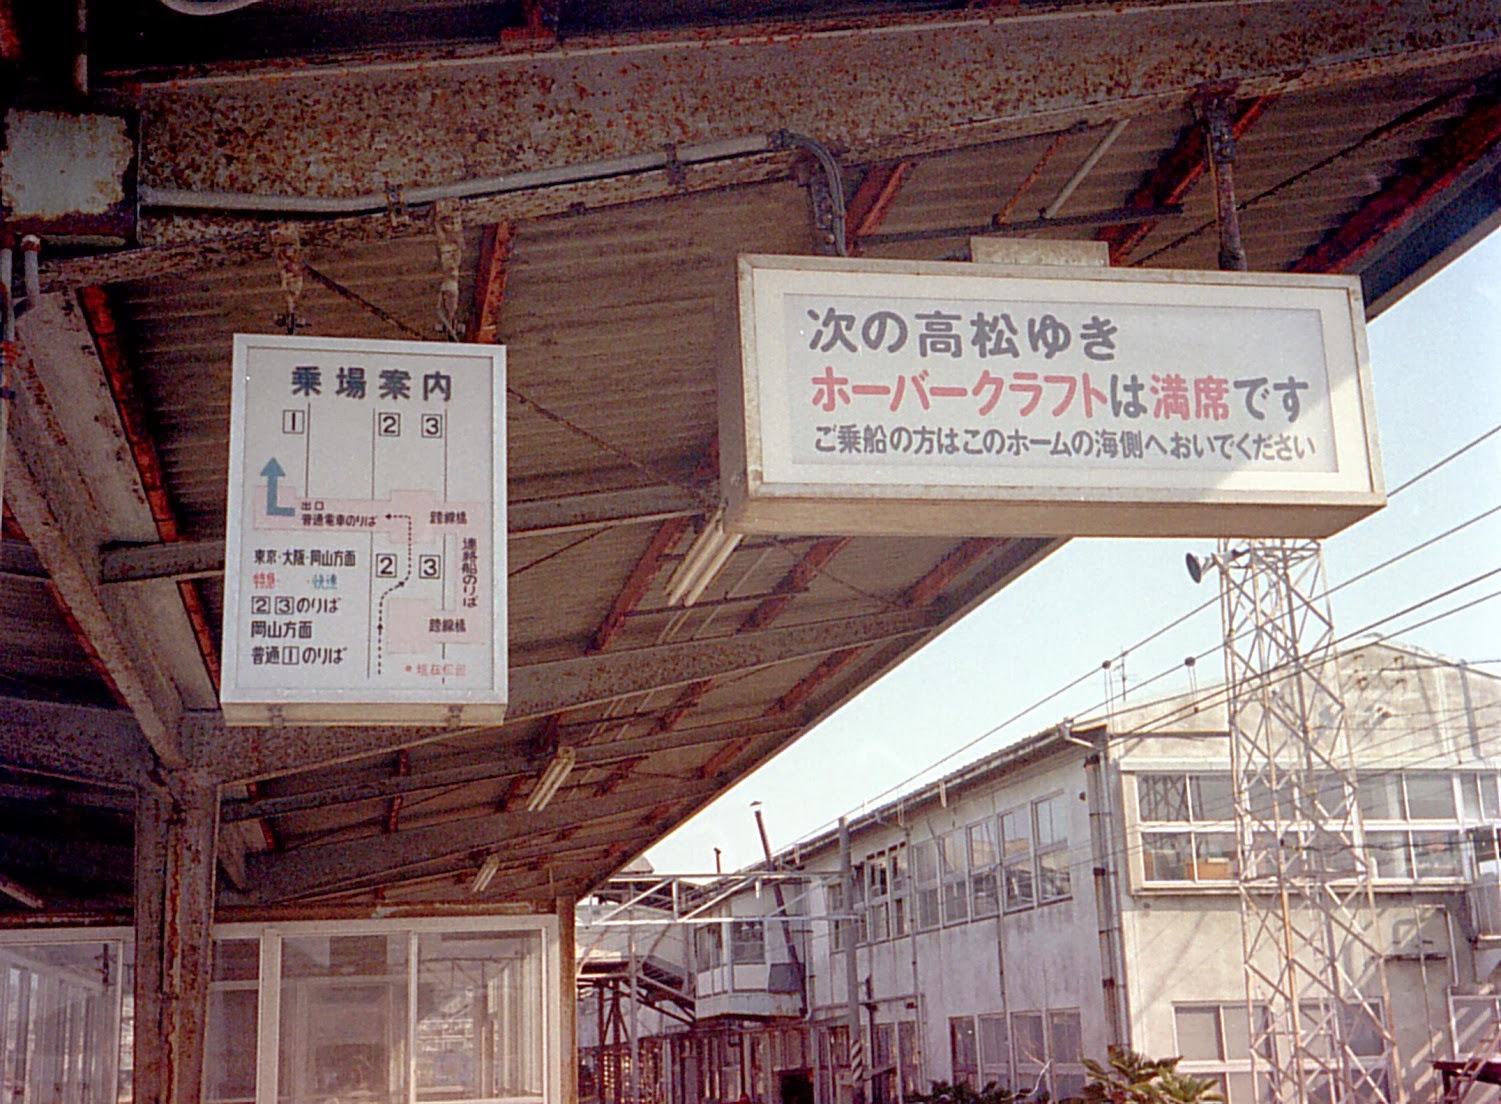 乗場案内
1 2 3
出口
普通電車のりば
跨線橋
連絡船のりば
東京・大阪・岡山方面
特急・ ・快速
2 3 のりば
2 3
岡山方面
普通 1 のりば
跨線橋
現在位置
次の高松ゆき
ホーバークラフトは満席です
ご乗船の方はこのホームの海側へおいでください